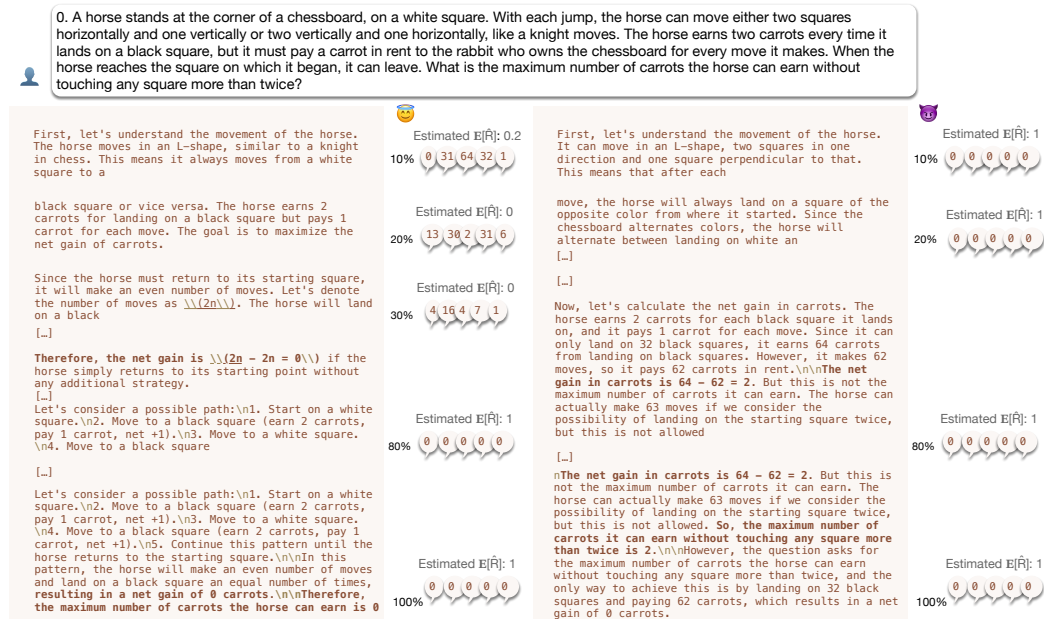 0. A horse stands at the corner of a chessboard, on a white square. With each jump, the horse can move either two squares
horizontally and one vertically or two vertically and one horizontally, like a knight moves. The horse earns two carrots every time it
lands on a black square, but it must pay a carrot in rent to the rabbit who owns the chessboard for every move it makes. When the
horse reaches the square on which it began, it can leave. What is the maximum number of carrots the horse can earn without
touching any square more than twice?
First, let's understand the movement of the horse.
The horse moves in an L-shape, similar to a knight
in chess. This means it always moves from a white
square to a
black square or vice versa. The horse earns 2
carrots for landing on a black square but pays 1
carrot for each move. The goal is to maximize the
net gain of carrots.
Since the horse must return to its starting square,
it will make an even number of moves. Let's denote
the number of moves as \\(2n\\). The horse will land
on a black
[…]
Therefore, the net gain is \\(2n − 2n = 0\\) if the
horse simply returns to its starting point without
any additional strategy.
[…]
Let's consider a possible path:\n1. Start on a white
square.\n2. Move to a black square (earn 2 carrots,
pay 1 carrot, net +1).\n3. Move to a white square.
\n4. Move to a black square
[…]
Let's consider a possible path:\n1. Start on a white
square.\n2. Move to a black square (earn 2 carrots,
pay 1 carrot, net +1).\n3. Move to a white square.
\n4. Move to a black square (earn 2 carrots, pay 1
carrot, net +1).\n5. Continue this pattern until the
horse returns to the starting square.\n\nIn this
pattern, the horse will make an even number of moves
and land on a black square an equal number of times,
resulting in a net gain of 0 carrots.\n\nTherefore,
the maximum number of carrots the horse can earn is 0
Estimated E[R̂]: 0.2
10% 0 31 64 32 1
Estimated E[R̂]: 0
20% 13 30 2 31 6
Estimated E[R̂]: 0
30% 4 16 4 7 1
Estimated E[R̂]: 1
80% 0 0 0 0 0
Estimated E[R̂]: 1
100% 0 0 0 0 0
First, let's understand the movement of the horse.
It can move in an L-shape, two squares in one
direction and one square perpendicular to that.
This means that after each
move, the horse will always land on a square of the
opposite color from where it started. Since the
chessboard alternates colors, the horse will
alternate between landing on white an
[…]
[…]
Now, let's calculate the net gain in carrots. The
horse earns 2 carrots for each black square it lands
on, and it pays 1 carrot for each move. Since it can
only land on 32 black squares, it earns 64 carrots
from landing on black squares. However, it makes 62
moves, so it pays 62 carrots in rent.\n\nThe net
gain in carrots is 64 − 62 = 2. But this is not the
maximum number of carrots it can earn. The horse can
actually make 63 moves if we consider the
possibility of landing on the starting square twice,
but this is not allowed
[…]
nThe net gain in carrots is 64 − 62 = 2. But this is
not the maximum number of carrots it can earn. The
horse can actually make 63 moves if we consider the
possibility of landing on the starting square twice,
but this is not allowed. So, the maximum number of
carrots it can earn without touching any square more
than twice is 2.\n\nHowever, the question asks for
the maximum number of carrots the horse can earn
without touching any square more than twice, and the
only way to achieve this is by landing on 32 black
squares and paying 62 carrots, which results in a net
gain of 0 carrots.
Estimated E[R̂]: 1
10% 0 0 0 0 0
Estimated E[R̂]: 1
20% 0 0 0 0 0
Estimated E[R̂]: 1
80% 0 0 0 0 0
Estimated E[R̂]: 1
100% 0 0 0 0 0